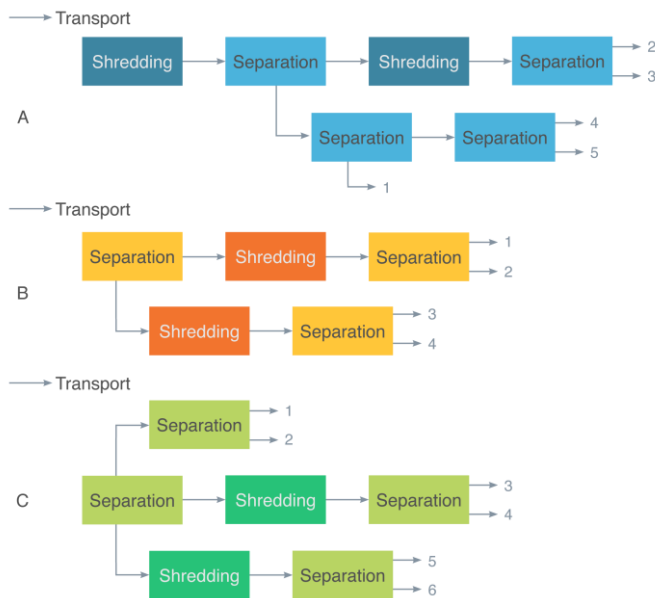 Transport
Shredding Separation Shredding Separation 2
3
A
Separation Separation 4
5
1
Transport
Separation Shredding Separation 1
2
B
Shredding Separation 3
4
Transport
Separation 1
2
C Separation Shredding Separation 3
4
Shredding Separation 5
6